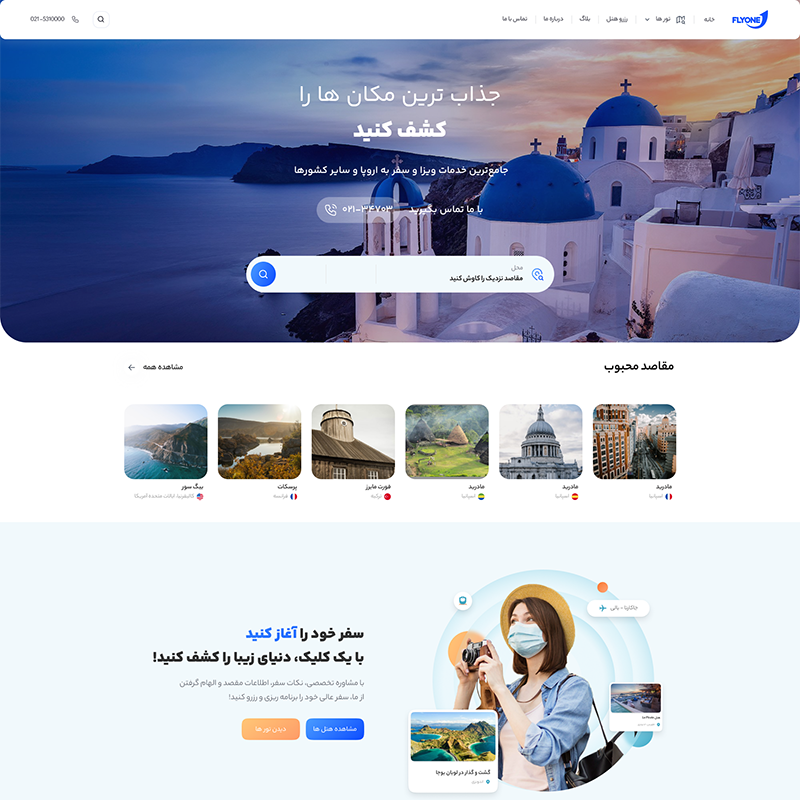 FLYONE
خانه
تور ها
رزرو هتل
بلاگ
درباره ما
تماس با ما
021-5310000
جذاب ترین مکان ها را
کشف کنید
جامع‌ترین خدمات ویزا و سفر به اروپا و سایر کشورها
با ما تماس بگیرید
۰۲۱-۳۴۷۰۳
محل
مقاصد نزدیک را کاوش کنید
مقاصد محبوب
مشاهده همه
مادرید
اسپانیا
مادرید
اسپانیا
مادرید
اسپانیا
فورت مایرز
ترکیه
پرسکات
فرانسه
بیگ سور
کالیفرنیا، ایالات متحده آمریکا
جاکارتا - بالی
سفر خود را آغاز کنید
با یک کلیک، دنیای زیبا را کشف کنید!
با مشاوره تخصصی، نکات سفر، اطلاعات مقصد و الهام گرفتن
از ما، سفر عالی خود را برنامه ریزی و رزرو کنید!
مشاهده هتل ها
دیدن تور ها
گشت و گذار در لوبان بوجا